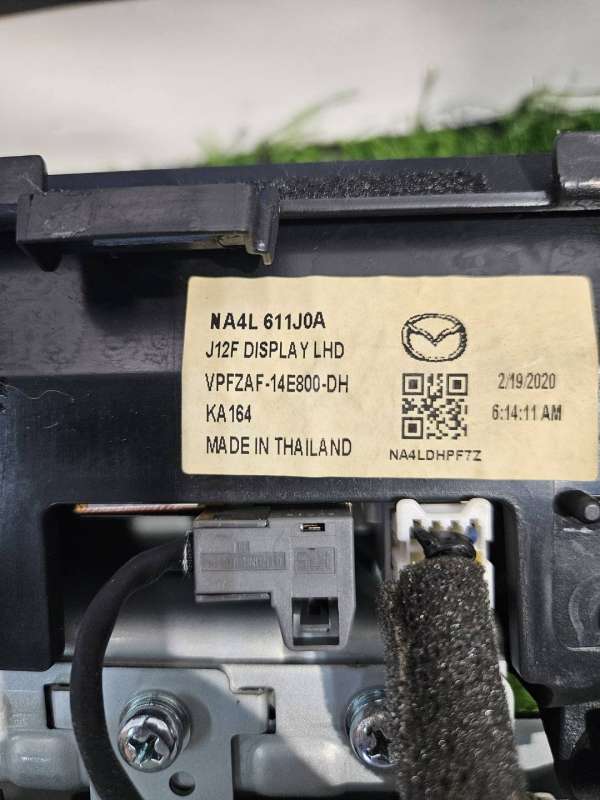 NA4L 611J0A
J12F DISPLAY LHD
VPFZAF-14E800-DH
KA164
MADE IN THAILAND
2/19/2020
6:14:11 AM
NA4LDHPF7Z